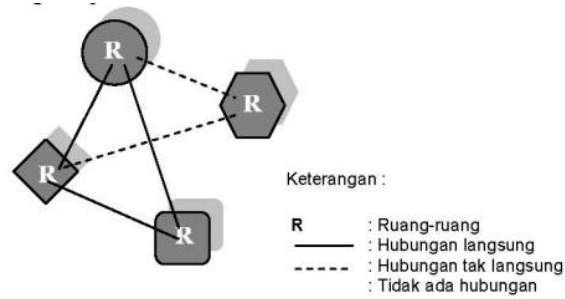 R
R
R
R
Keterangan :
R : Ruang-ruang
: Hubungan langsung
: Hubungan tak langsung
: Tidak ada hubungan